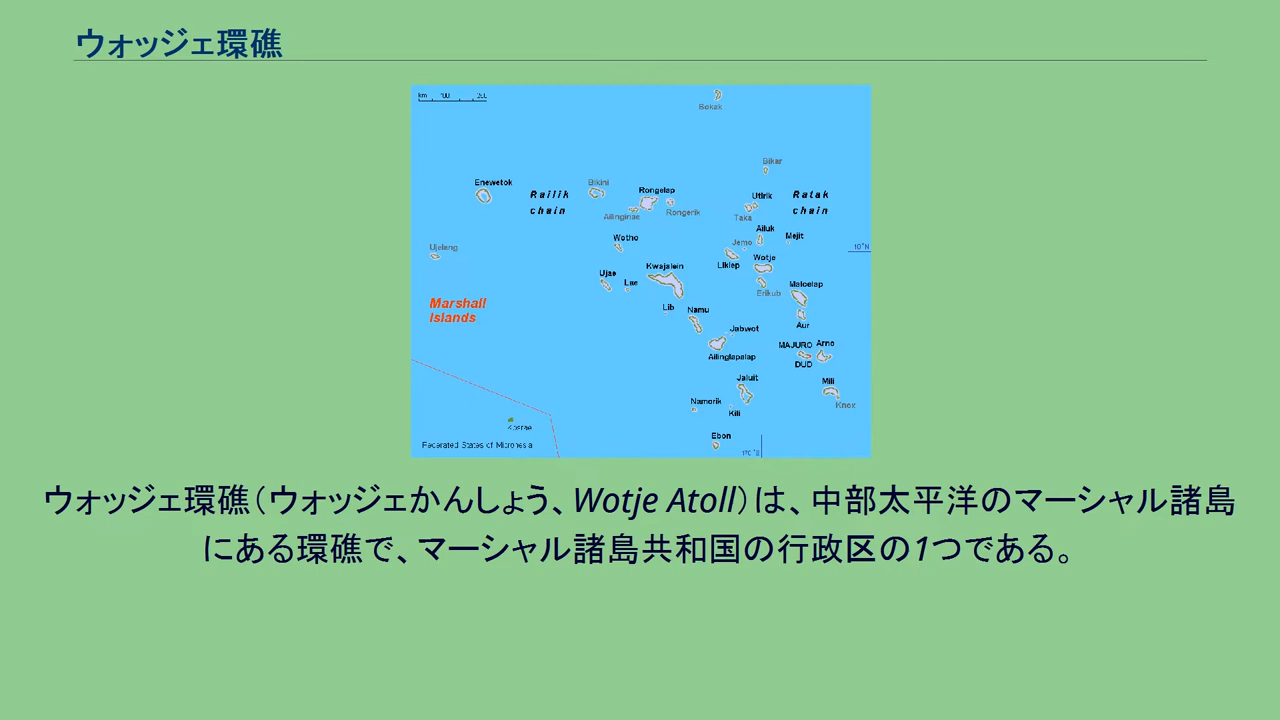 ウォッジェ環礁
km 100 200
Bokak
Bikar
Enewetok
Railik
chain
Bikini
Rongelap
Ailinginae
Rongerik
Utirik
Taka
Ratak
chain
Ailuk
Mejit
Jemo
Wotho
Ujelang
10°N
Likiep
Wotje
Kwajalein
Ujae
Lae
Erikub
Maloelap
Marshall
Islands
Lib
Namu
Aur
Jabwot
MAJURO
Arno
Ailinglapalap
DUD
Jaluit
Mili
Namorik
Kili
Knox
Kosrae
Ebon
Federated States of Micronesia
170°E
ウォッジェ環礁（ウォッジェかんしょう、Wotje Atoll）は、中部太平洋のマーシャル諸島
にある環礁で、マーシャル諸島共和国の行政区の1つである。